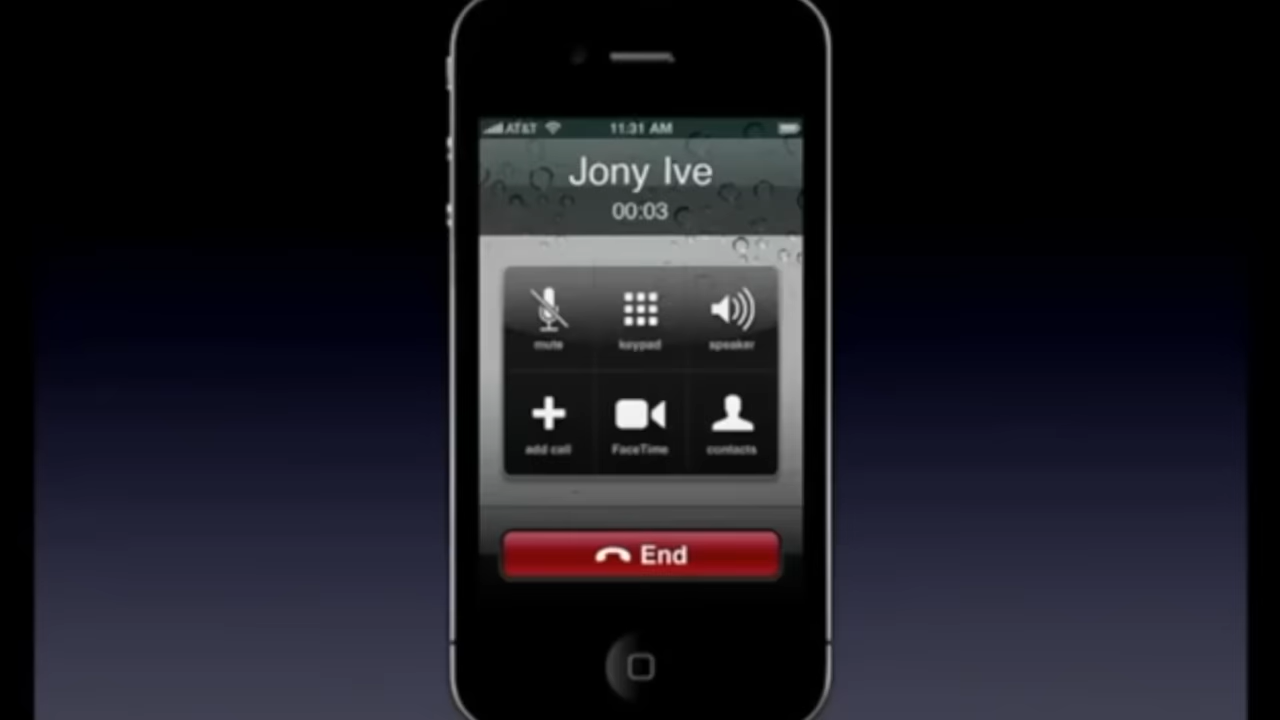 AT&T 11:31 AM
Jony Ive
00:03
mute keypad speaker
add call FaceTime contacts
End